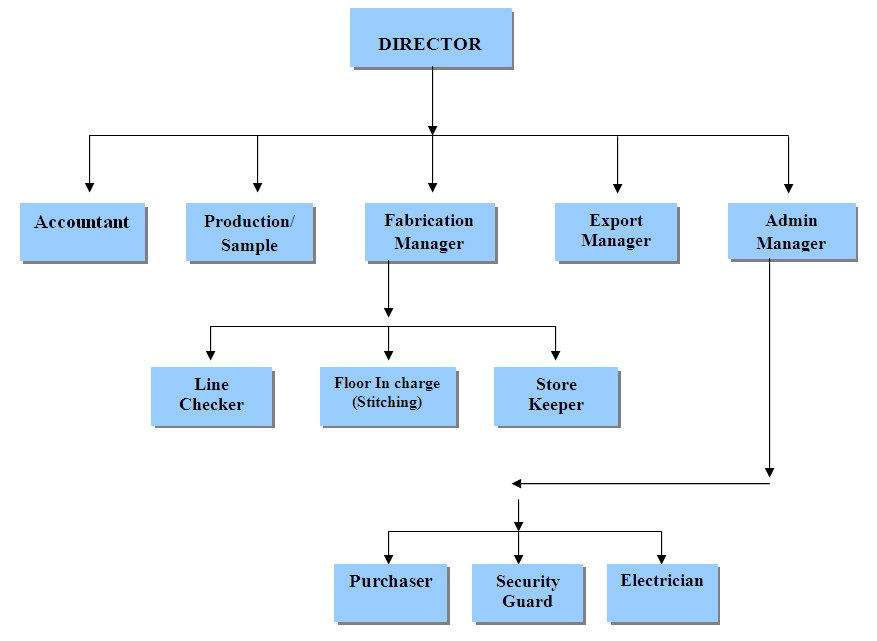 DIRECTOR
Accountant
Production/
Sample
Fabrication
Manager
Export
Manager
Admin
Manager
Line
Checker
Floor In charge
(Stitching)
Store
Keeper
Purchaser
Security
Guard
Electrician